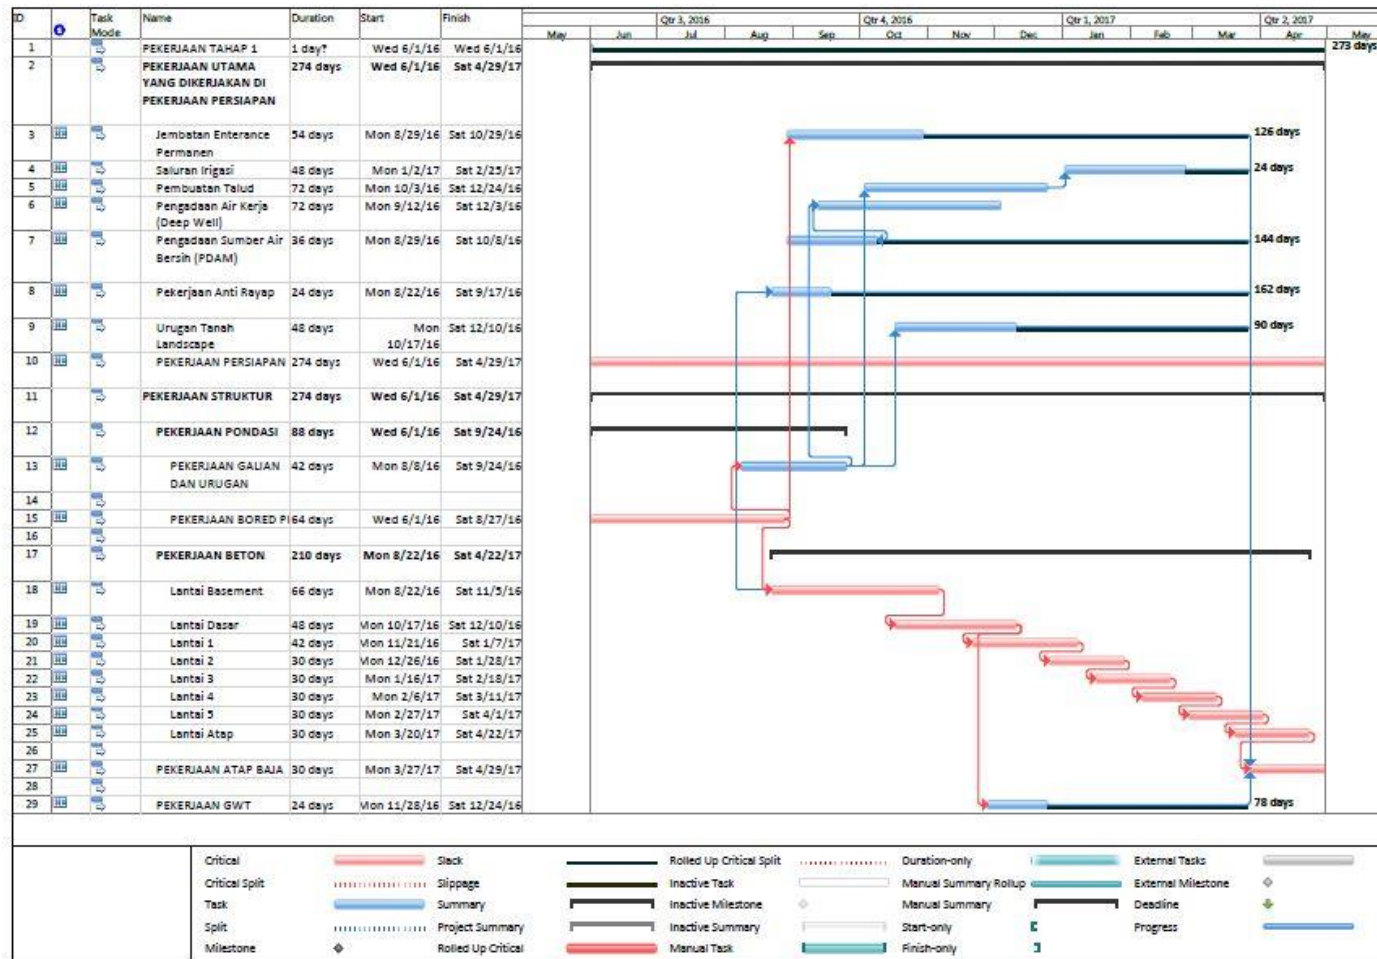 ID Task Mode Name Duration Start Finish
Qtr 3, 2016 Qtr 4, 2016 Qtr 1, 2017 Qtr 2, 2017
May Jun Jul Aug Sep Oct Nov Dec Jan Feb Mar Apr May
1 PEKERJAAN TAHAP 1 1 day? Wed 6/1/16 Wed 6/1/16 273 days
2 PEKERJAAN UTAMA 274 days Wed 6/1/16 Sat 4/29/17
YANG DIKERJAKAN DI
PEKERJAAN PERSIAPAN
3 Jembatan Enterance 54 days Mon 8/29/16 Sat 10/29/16 126 days
Permanen
4 Saluran Irigasi 48 days Mon 1/2/17 Sat 2/25/17 24 days
5 Pembuatan Talud 72 days Mon 10/3/16 Sat 12/24/16
6 Pengadaan Air Kerja 72 days Mon 9/12/16 Sat 12/3/16
(Deep Well)
7 Pengadaan Sumber Air 36 days Mon 8/29/16 Sat 10/8/16 144 days
Bersih (PDAM)
8 Pekerjaan Anti Rayap 24 days Mon 8/22/16 Sat 9/17/16 162 days
9 Urugan Tanah 48 days Mon Sat 12/10/16 90 days
Landscape 10/17/16
10 PEKERJAAN PERSIAPAN 274 days Wed 6/1/16 Sat 4/29/17
11 PEKERJAAN STRUKTUR 274 days Wed 6/1/16 Sat 4/29/17
12 PEKERJAAN PONDASI 88 days Wed 6/1/16 Sat 9/24/16
13 PEKERJAAN GALIAN 42 days Mon 8/8/16 Sat 9/24/16
DAN URUGAN
14
15 PEKERJAAN BORED PI 64 days Wed 6/1/16 Sat 8/27/16
16
17 PEKERJAAN BETON 210 days Mon 8/22/16 Sat 4/22/17
18 Lantai Basement 66 days Mon 8/22/16 Sat 11/5/16
19 Lantai Dasar 48 days Mon 10/17/16 Sat 12/10/16
20 Lantai 1 42 days Mon 11/21/16 Sat 1/7/17
21 Lantai 2 30 days Mon 12/26/16 Sat 1/28/17
22 Lantai 3 30 days Mon 1/16/17 Sat 2/18/17
23 Lantai 4 30 days Mon 2/6/17 Sat 3/11/17
24 Lantai 5 30 days Mon 2/27/17 Sat 4/1/17
25 Lantai Atap 30 days Mon 3/20/17 Sat 4/22/17
26
27 PEKERJAAN ATAP BAJA 30 days Mon 3/27/17 Sat 4/29/17
28
29 PEKERJAAN GWT 24 days Mon 11/28/16 Sat 12/24/16 78 days
Critical Slack Rolled Up Critical Split Duration-only External Tasks
Critical Split Slippage Inactive Task Manual Summary Rollup External Milestone
Task Summary Inactive Milestone Manual Summary Deadline
Split Project Summary Inactive Summary Start-only Progress
Milestone Rolled Up Critical Manual Task Finish-only